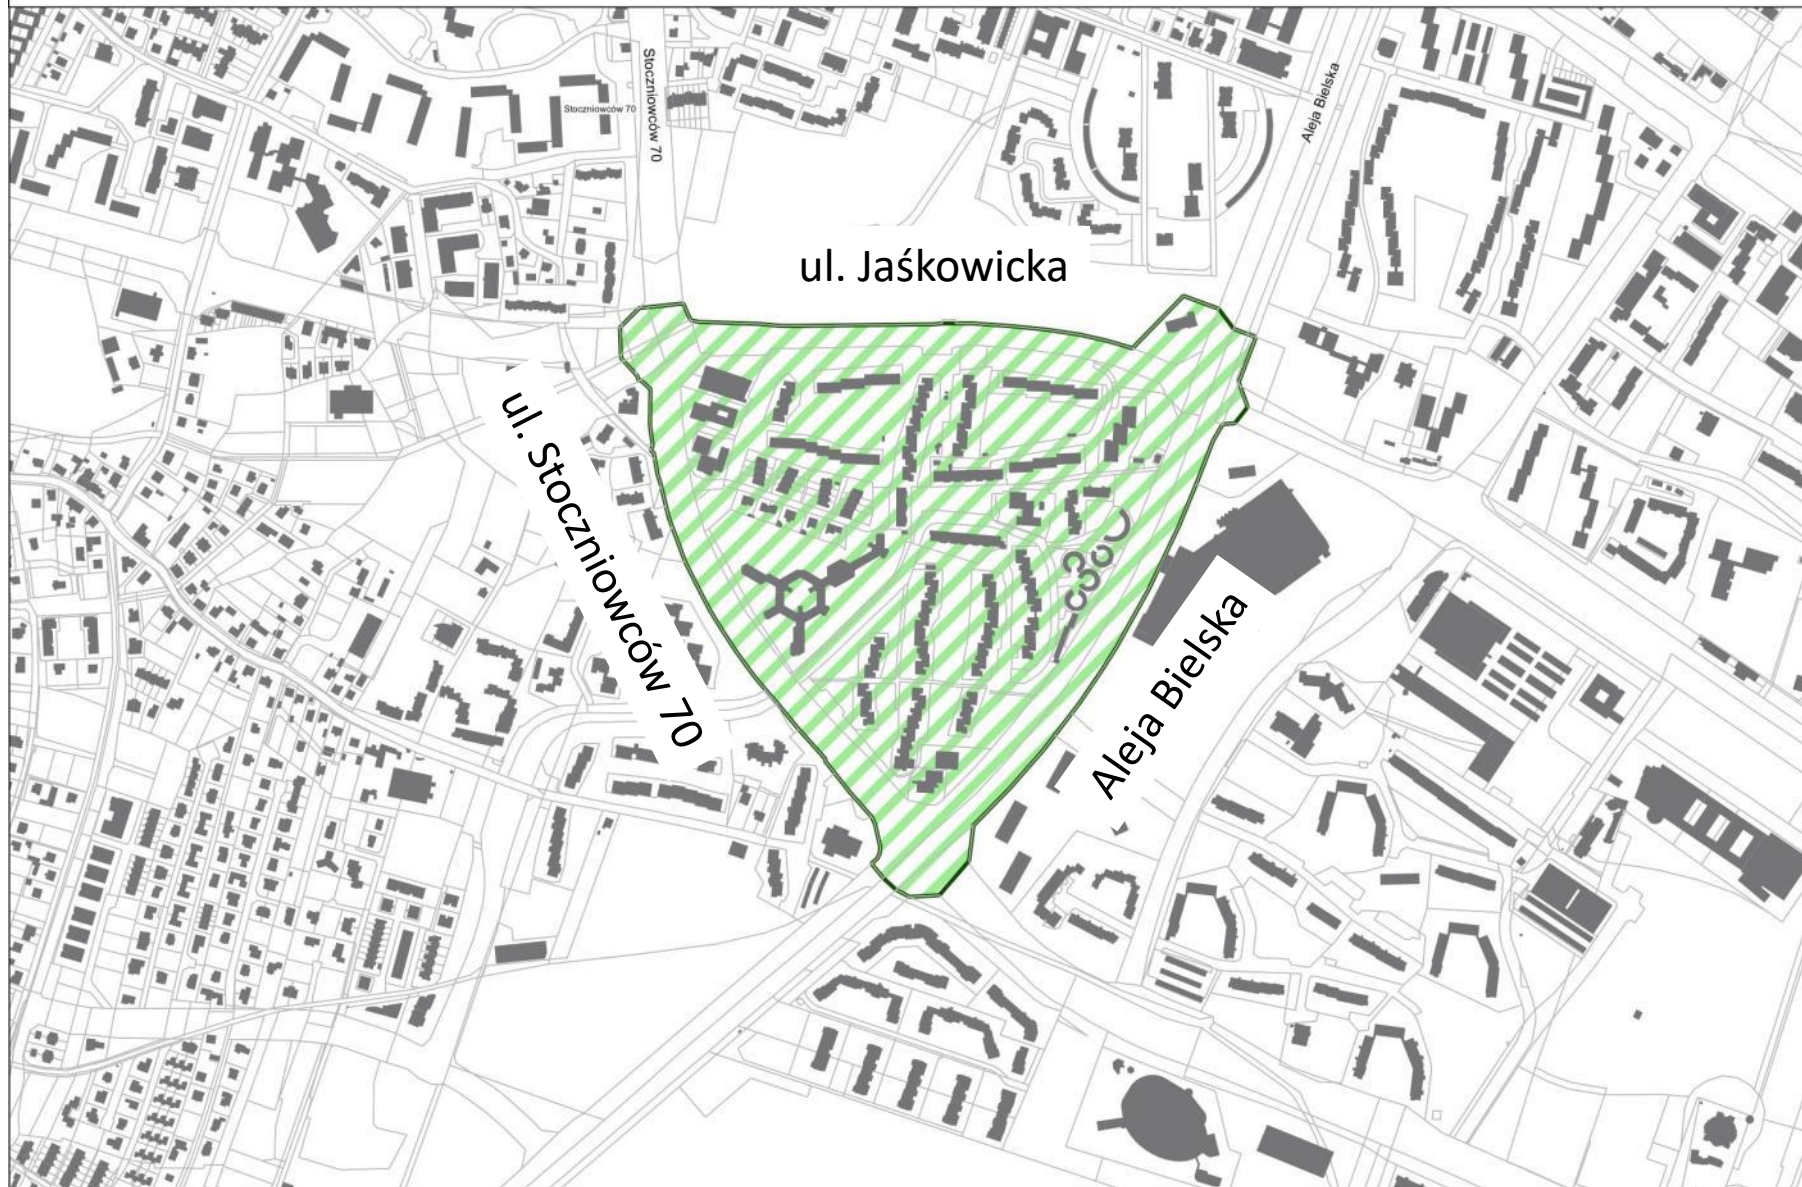 Stoczniowców 70
Stoczniowców 70
Aleja Bielska
ul. Jaśkowicka
ul. Stoczniowców 70
Aleja Bielska